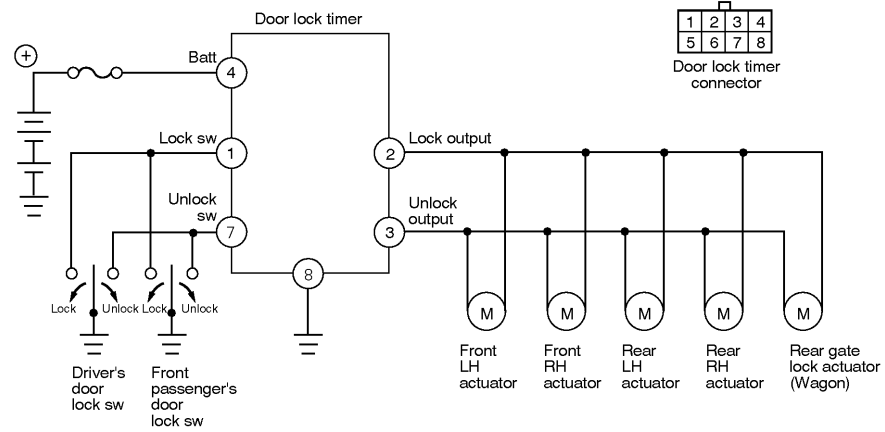 Door lock timer
1 2 3 4
5 6 7 8
Door lock timer
connector
+
Batt
4
Lock sw
1
2
Lock output
Unlock
sw
7
3
Unlock
output
8
Lock
Unlock
Lock
Unlock
M
M
M
M
M
Driver's
door
lock sw
Front
passenger's
door
lock sw
Front
LH
actuator
Front
RH
actuator
Rear
LH
actuator
Rear
RH
actuator
Rear gate
lock actuator
(Wagon)